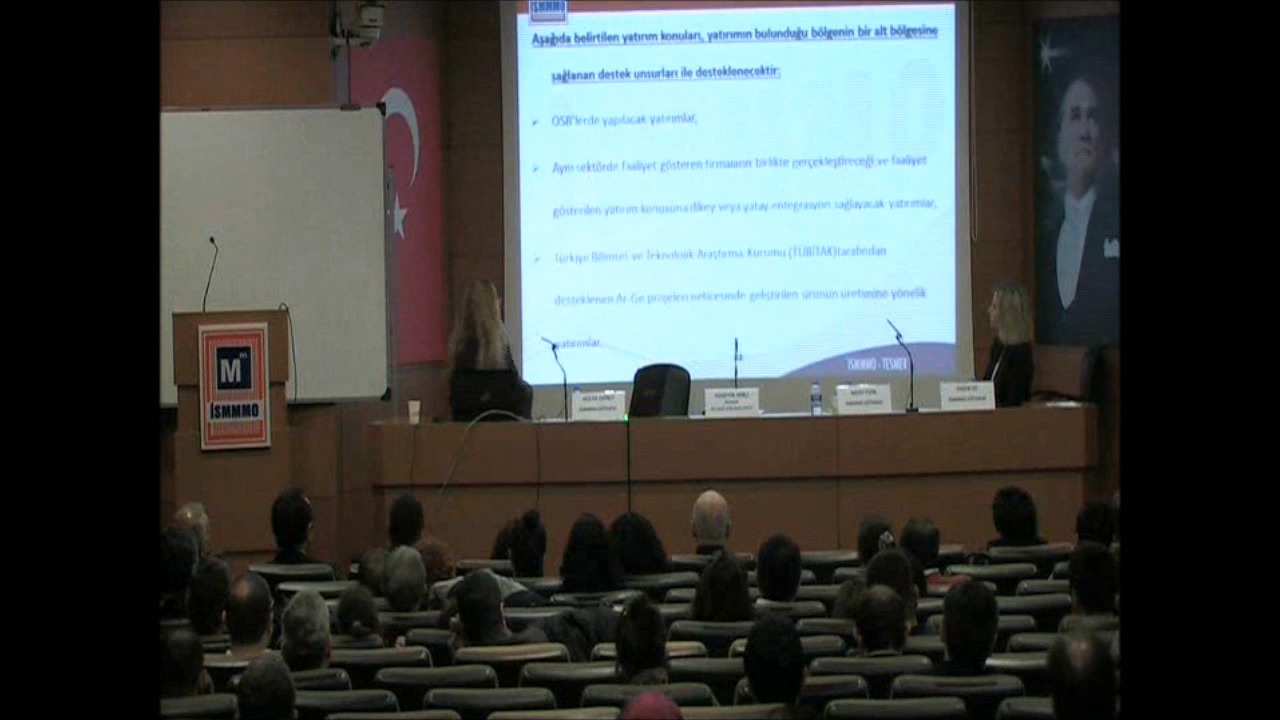 İSMMMO
Aşağıda belirtilen yatırım konuları, yatırımın bulunduğu bölgenin bir alt bölgesine
sağlanan destek unsurları ile desteklenecektir;
OSB'lerde yapılacak yatırımlar,
Aynı sektörde faaliyet gösteren firmaların birlikte gerçekleştireceği ve faaliyet
gösterilen yatırım konusuna dikey veya yatay entegrasyon sağlayacak yatırımlar,
Türkiye Bilimsel ve Teknolojik Araştırma Kurumu (TÜBİTAK)tarafından
desteklenen Ar-Ge projeleri neticesinde geliştirilen ürünün üretimine yönelik
yatırımlar.
İSMMMO - TESMER
M
İSMMMO